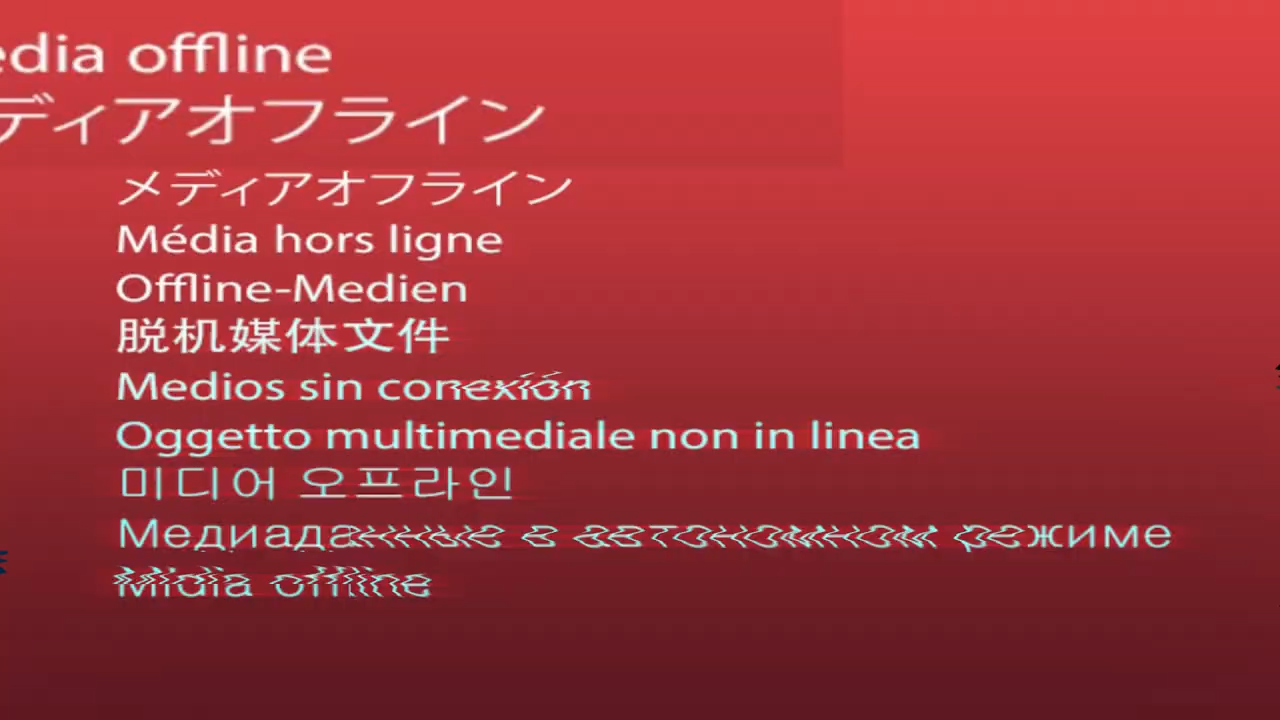 edia offline
ディアオフライン
メディアオフライン
Média hors ligne
Offline-Medien
脱机媒体文件
Medios sin conexión
Oggetto multimediale non in linea
미디어 오프라인
Медиаданные в автономном режиме
Mídia offline